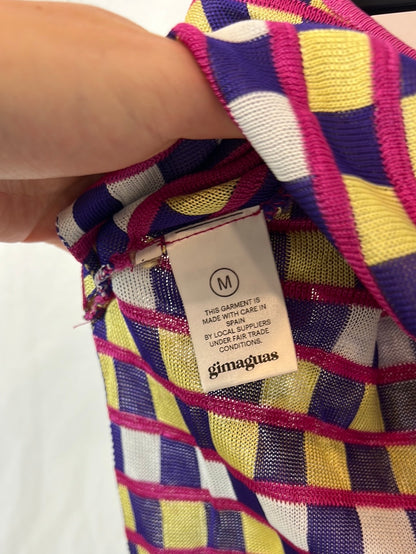 M
THIS GARMENT IS
MADE WITH CARE IN
SPAIN
BY LOCAL SUPPLIERS
UNDER FAIR TRADE
CONDITIONS.
gimaguas